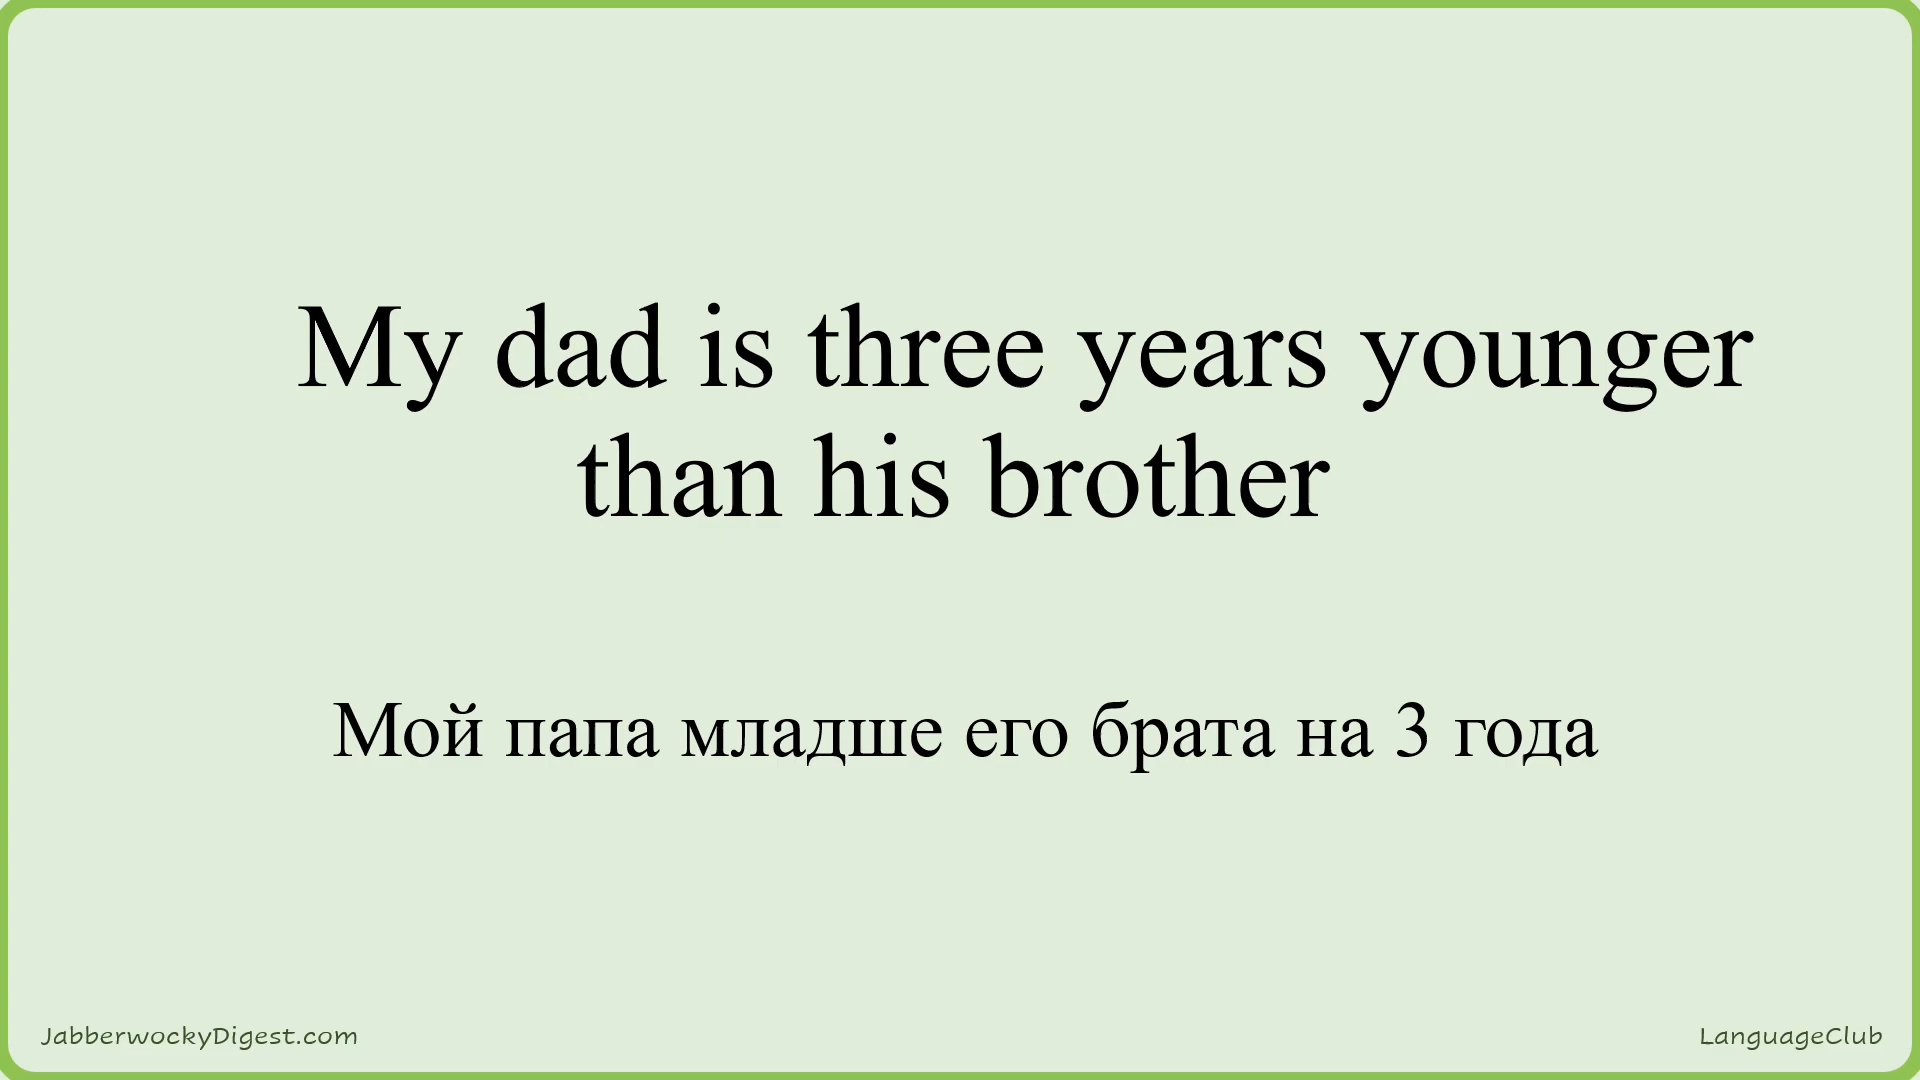 My dad is three years younger
than his brother
Мой папа младше его брата на 3 года
JabberwockyDigest.com
LanguageClub